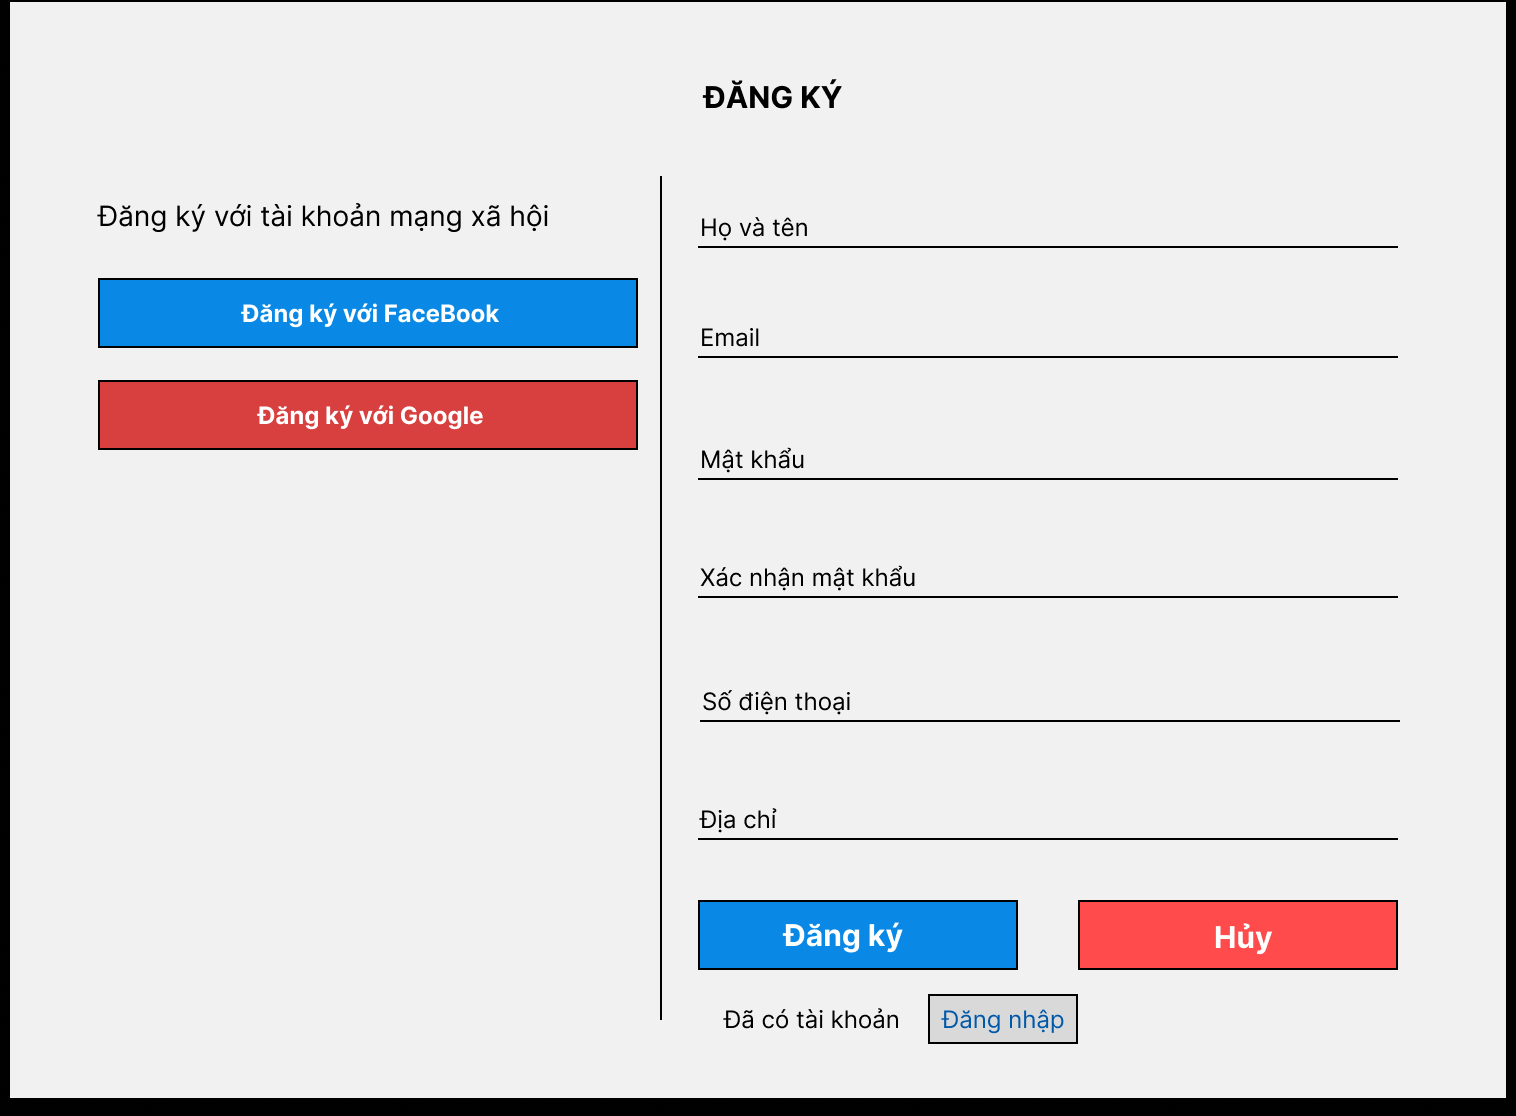 ĐĂNG KÝ
Đăng ký với tài khoản mạng xã hội
Đăng ký với FaceBook
Đăng ký với Google
Họ và tên
Email
Mật khẩu
Xác nhận mật khẩu
Số điện thoại
Địa chỉ
Đăng ký
Hủy
Đã có tài khoản
Đăng nhập